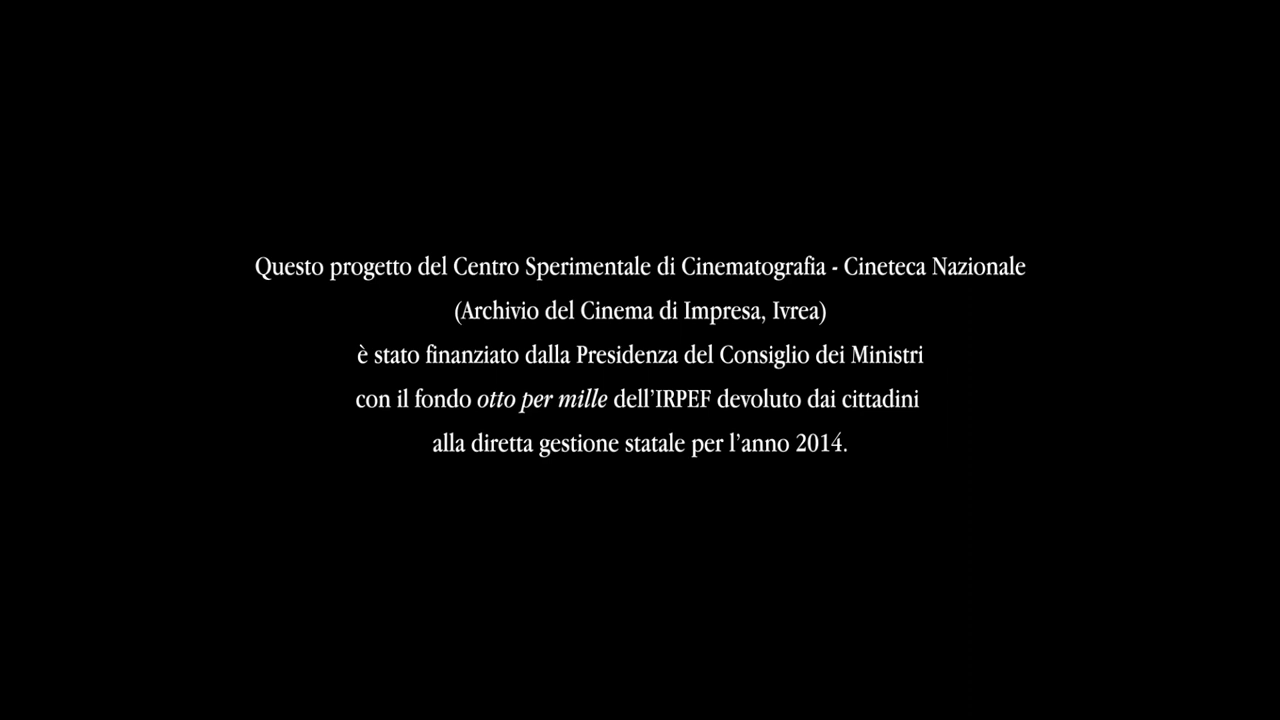 Questo progetto del Centro Sperimentale di Cinematografia - Cineteca Nazionale
(Archivio del Cinema di Impresa, Ivrea)
è stato finanziato dalla Presidenza del Consiglio dei Ministri
con il fondo otto per mille dell’IRPEF devoluto dai cittadini
alla diretta gestione statale per l’anno 2014.